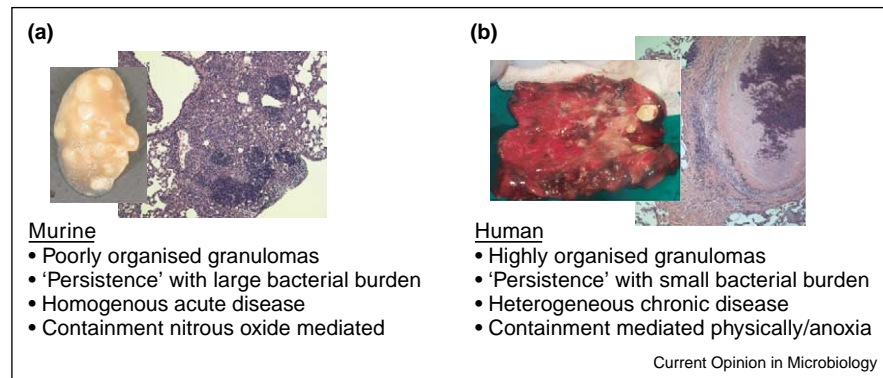 (a)
Murine
• Poorly organised granulomas
• ‘Persistence’ with large bacterial burden
• Homogenous acute disease
• Containment nitrous oxide mediated
(b)
Human
• Highly organised granulomas
• ‘Persistence’ with small bacterial burden
• Heterogeneous chronic disease
• Containment mediated physically/anoxia
Current Opinion in Microbiology